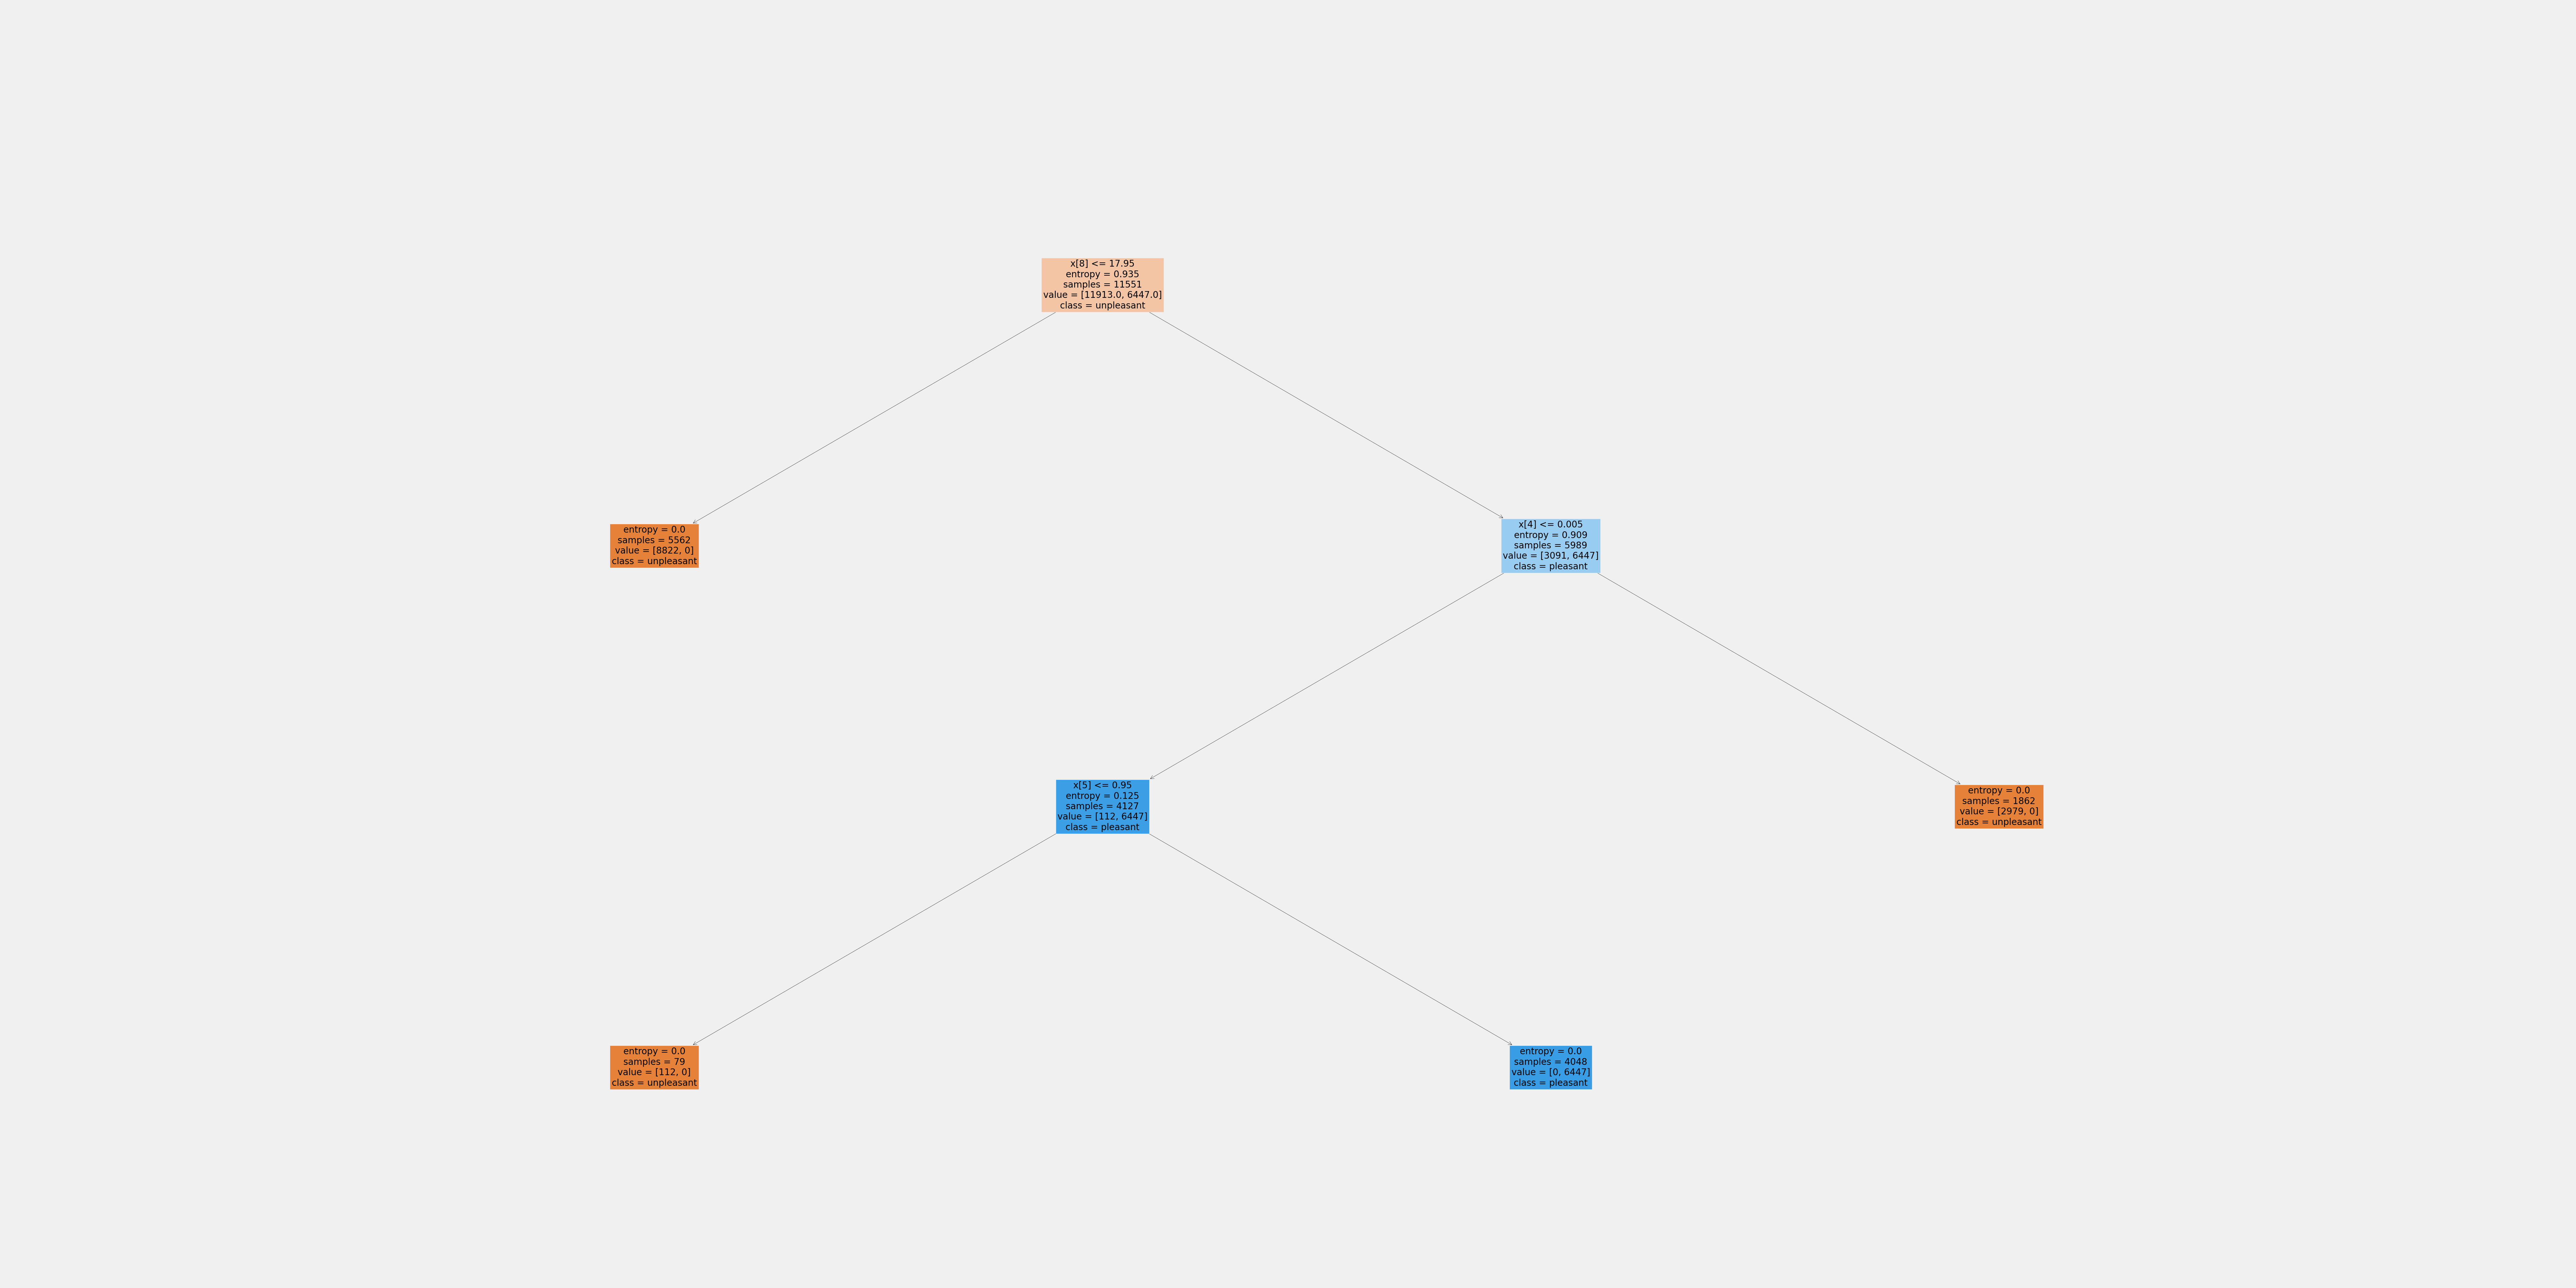 x[8] <= 17.95
entropy = 0.935
samples = 11551
value = [11913.0, 6447.0]
class = unpleasant
entropy = 0.0
samples = 5562
value = [8822, 0]
class = unpleasant
x[4] <= 0.005
entropy = 0.909
samples = 5989
value = [3091, 6447]
class = pleasant
x[5] <= 0.95
entropy = 0.125
samples = 4127
value = [112, 6447]
class = pleasant
entropy = 0.0
samples = 1862
value = [2979, 0]
class = unpleasant
entropy = 0.0
samples = 79
value = [112, 0]
class = unpleasant
entropy = 0.0
samples = 4048
value = [0, 6447]
class = pleasant